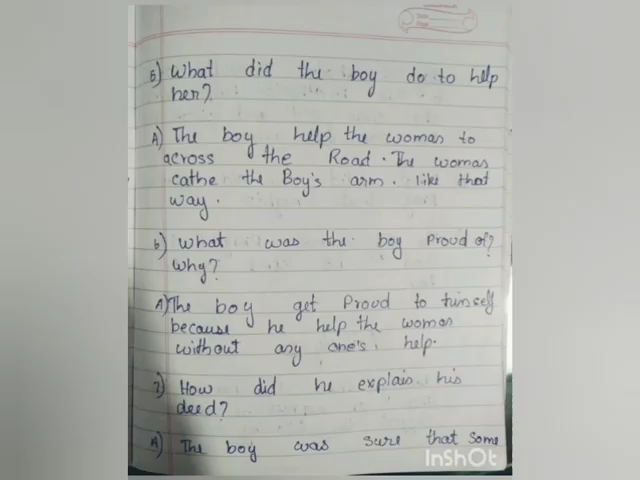 5) What did the boy do to help
her?
A) The boy help the woman to
across the Road. The woman
cathe the Boy's arm. like that
way.
6) What was the boy Proud of?
Why?
A) The boy get Proud to himself
because he help the woman
without any one's help.
7) How did he explain his
deed?
A) The boy was sure that some
InShOt